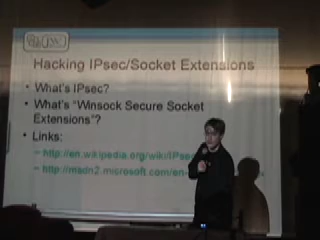 Hacking IPsec/Socket Extensions
• What's IPsec?
• What's "Winsock Secure Socket
Extensions"?
• Links:
– http://en.wikipedia.org/wiki/IPsec
– http://msdn2.microsoft.com/en-